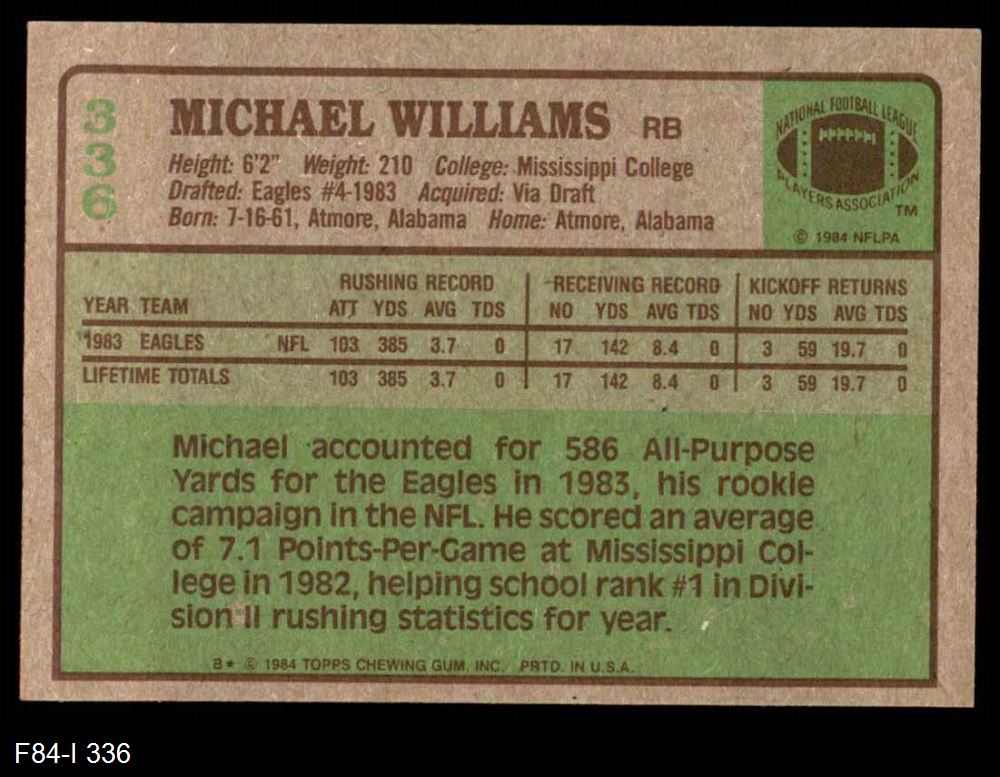 336
MICHAEL WILLIAMS RB
Height: 6'2" Weight: 210 College: Mississippi College
Drafted: Eagles #4-1983 Acquired: Via Draft
Born: 7-16-61, Atmore, Alabama Home: Atmore, Alabama
NATIONAL FOOTBALL LEAGUE
PLAYERS ASSOCIATION
TM
© 1984 NFLPA
RUSHING RECORD RECEIVING RECORD KICKOFF RETURNS
YEAR TEAM ATT YDS AVG TDS NO YDS AVG TDS NO YDS AVG TDS
1983 EAGLES NFL 103 385 3.7 0 17 142 8.4 0 3 59 19.7 0
LIFETIME TOTALS 103 385 3.7 0 17 142 8.4 0 3 59 19.7 0
Michael accounted for 586 All-Purpose
Yards for the Eagles in 1983, his rookie
campaign in the NFL. He scored an average
of 7.1 Points-Per-Game at Mississippi Col-
lege in 1982, helping school rank #1 in Divi-
sion II rushing statistics for year.
B★ © 1984 TOPPS CHEWING GUM, INC. PRTD. IN U.S.A.
F84-I 336